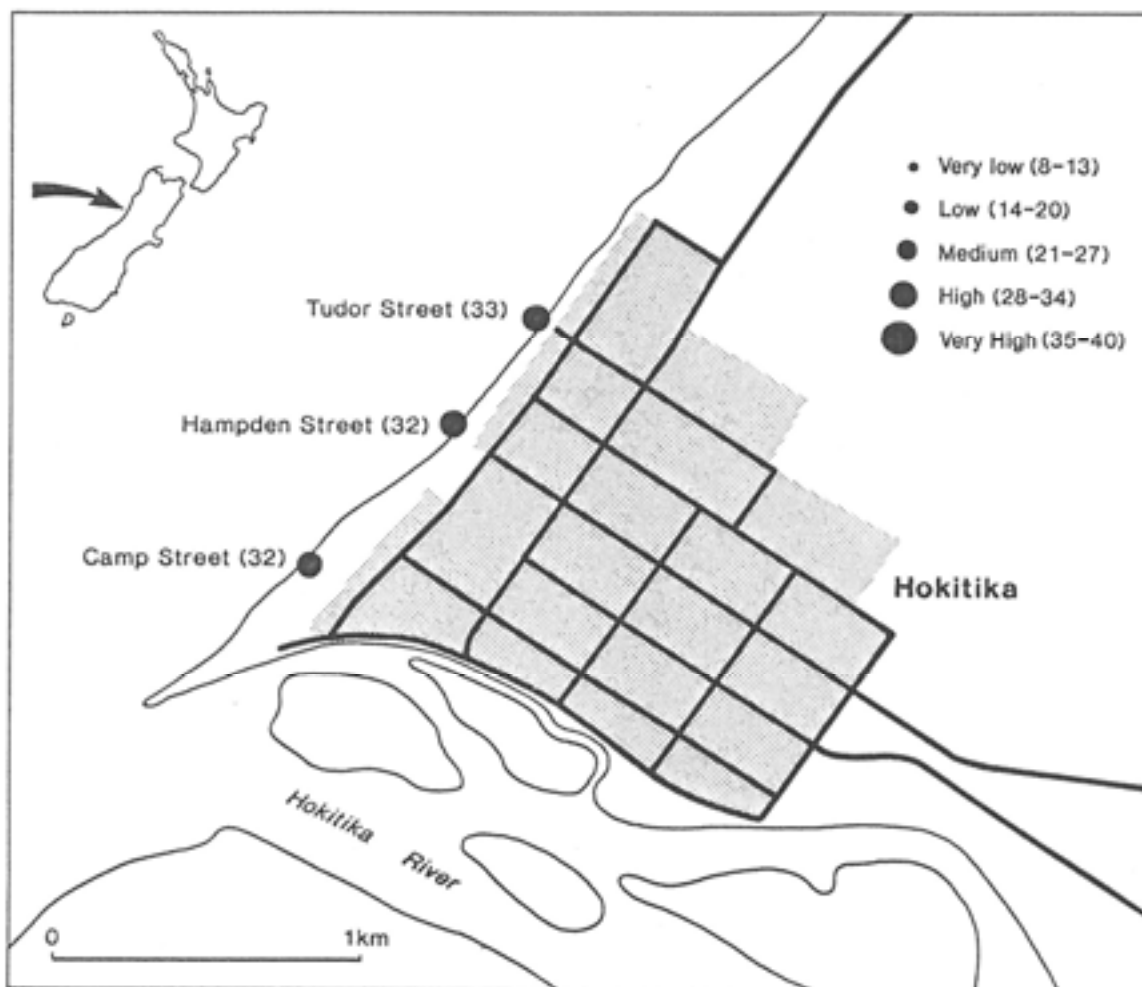 Very low (8-13)
Low (14-20)
Medium (21-27)
High (28-34)
Very High (35-40)
Tudor Street (33)
Hampden Street (32)
Camp Street (32)
Hokitika
Hokitika
River
0 1km